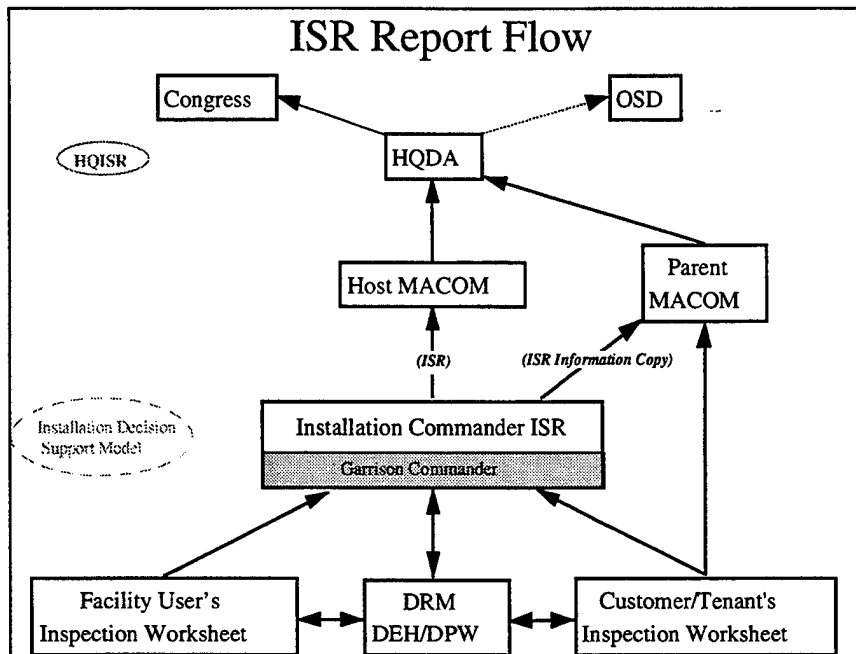 ISR Report Flow
Congress
OSD
HQISR
HQDA
Parent
MACOM
Host MACOM
(ISR)
(ISR Information Copy)
Installation Commander ISR
Garrison Commander
Installation Decision
Support Model
Facility User's
Inspection Worksheet
DRM
DEH/DPW
Customer/Tenant's
Inspection Worksheet